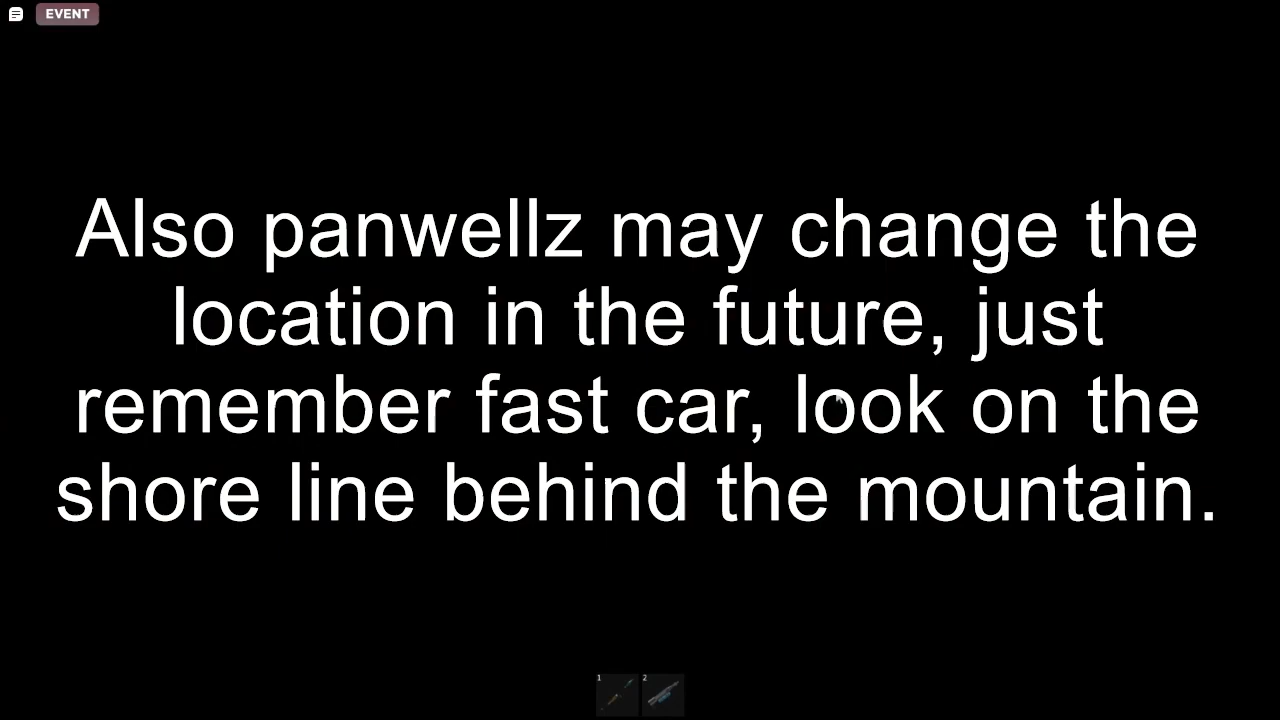 EVENT
Also panwellz may change the
location in the future, just
remember fast car, look on the
shore line behind the mountain.
1 2